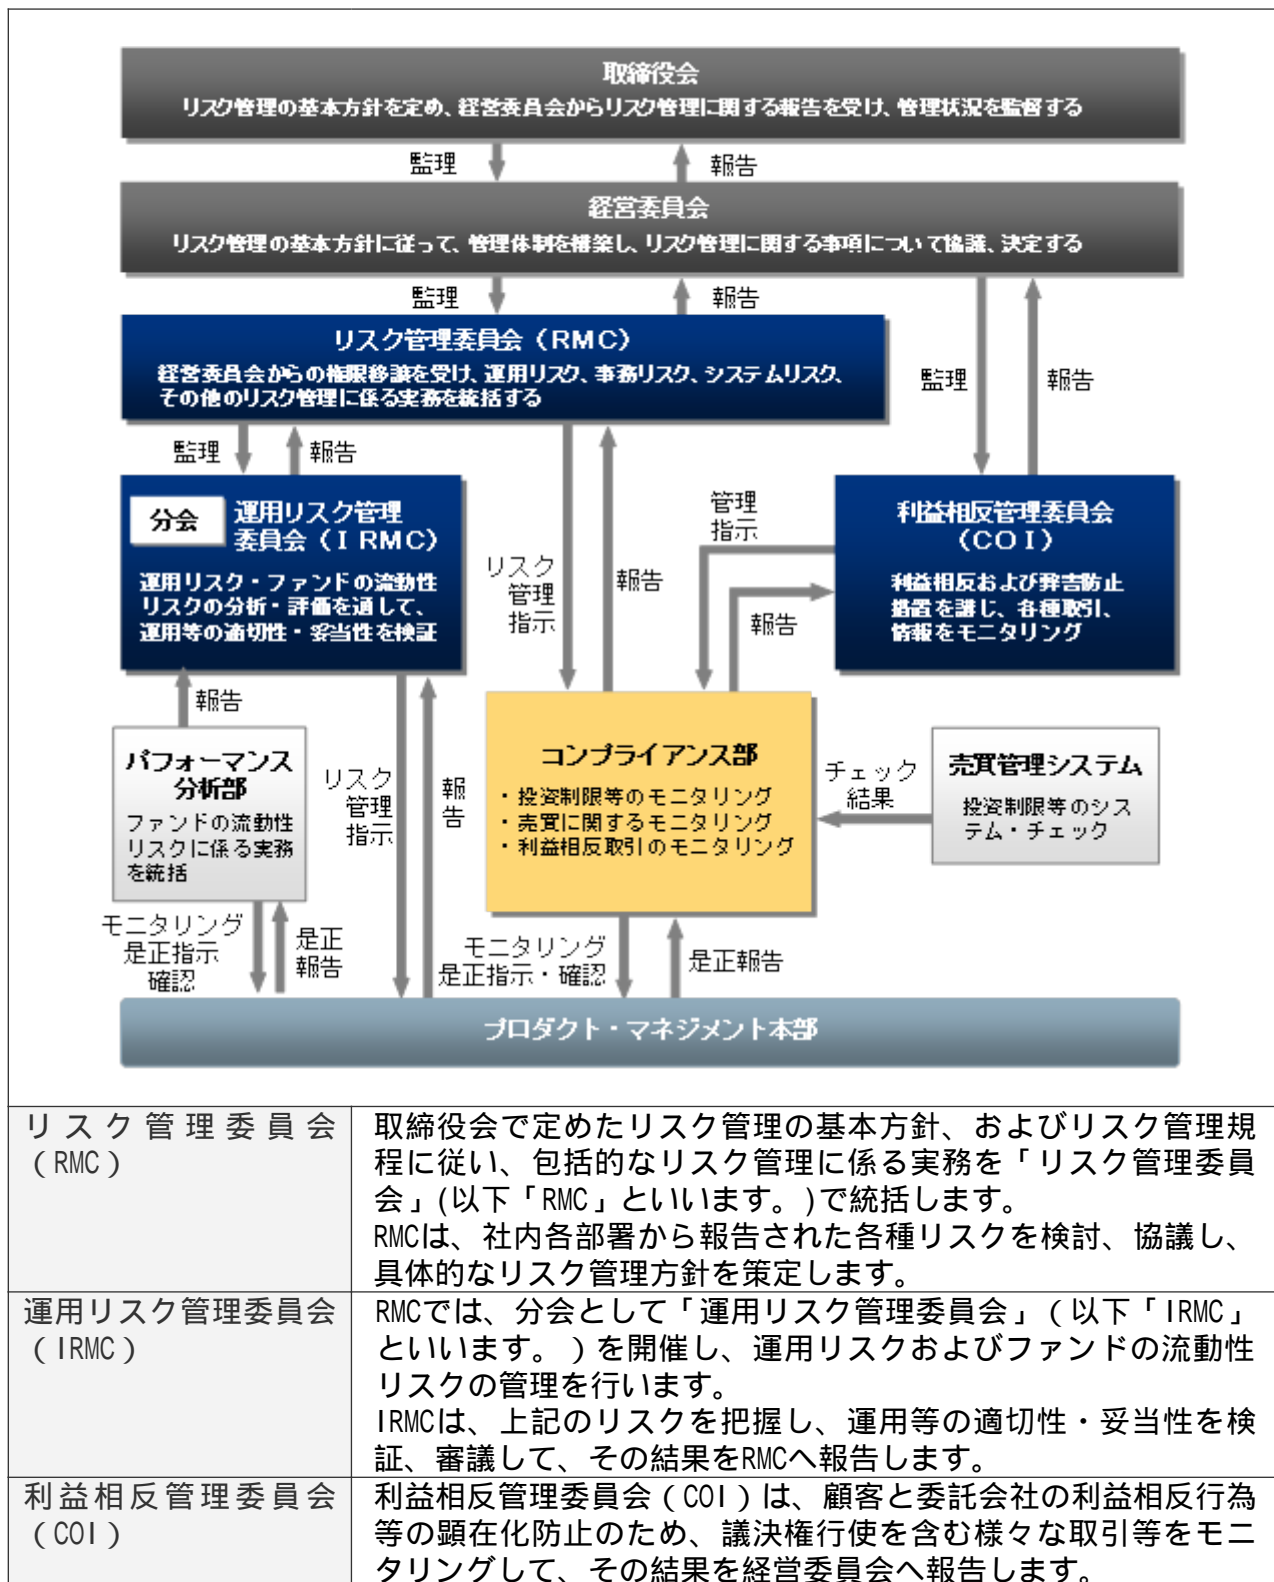 取締役会
リスク管理の基本方針を定め、経営委員会からリスク管理に関する報告を受け、管理状況を監督する
監理
報告
経営委員会
リスク管理の基本方針に従って、管理体制を構築し、リスク管理に関する事項について協議、決定する
監理
報告
リスク管理委員会（RMC）
経営委員会からの権限移譲を受け、運用リスク、事務リスク、システムリスク、
その他のリスク管理に係る実務を統括する
監理
報告
監理
報告
分会
運用リスク管理
委員会（IRMC）
運用リスク・ファンドの流動性
リスクの分析・評価を通して、
運用等の適切性・妥当性を検証
リスク
管理
指示
報告
管理
指示
報告
利益相反管理委員会
（COI）
利益相反および弊害防止
措置を講じ、各種取引、
情報をモニタリング
報告
パフォーマンス
分析部
ファンドの流動性
リスクに係る実務
を統括
リスク
管理
指示
報
告
コンプライアンス部
・投資制限等のモニタリング
・売買に関するモニタリング
・利益相反取引のモニタリング
チェック
結果
売買管理システム
投資制限等のシス
テム・チェック
モニタリング
是正指示
確認
是正
報告
モニタリング
是正指示・確認
是正報告
プロダクト・マネジメント本部
リスク管理委員会
（RMC）
取締役会で定めたリスク管理の基本方針、およびリスク管理規
程に従い、包括的なリスク管理に係る実務を「リスク管理委員
会」(以下「RMC」といいます。)で統括します。
RMCは、社内各部署から報告された各種リスクを検討、協議し、
具体的なリスク管理方針を策定します。
運用リスク管理委員会
（IRMC）
RMCでは、分会として「運用リスク管理委員会」（以下「IRMC」
といいます。）を開催し、運用リスクおよびファンドの流動性
リスクの管理を行います。
IRMCは、上記のリスクを把握し、運用等の適切性・妥当性を検
証、審議して、その結果をRMCへ報告します。
利益相反管理委員会
（COI）
利益相反管理委員会（COI）は、顧客と委託会社の利益相反行為
等の顕在化防止のため、議決権行使を含む様々な取引等をモニ
タリングして、その結果を経営委員会へ報告します。